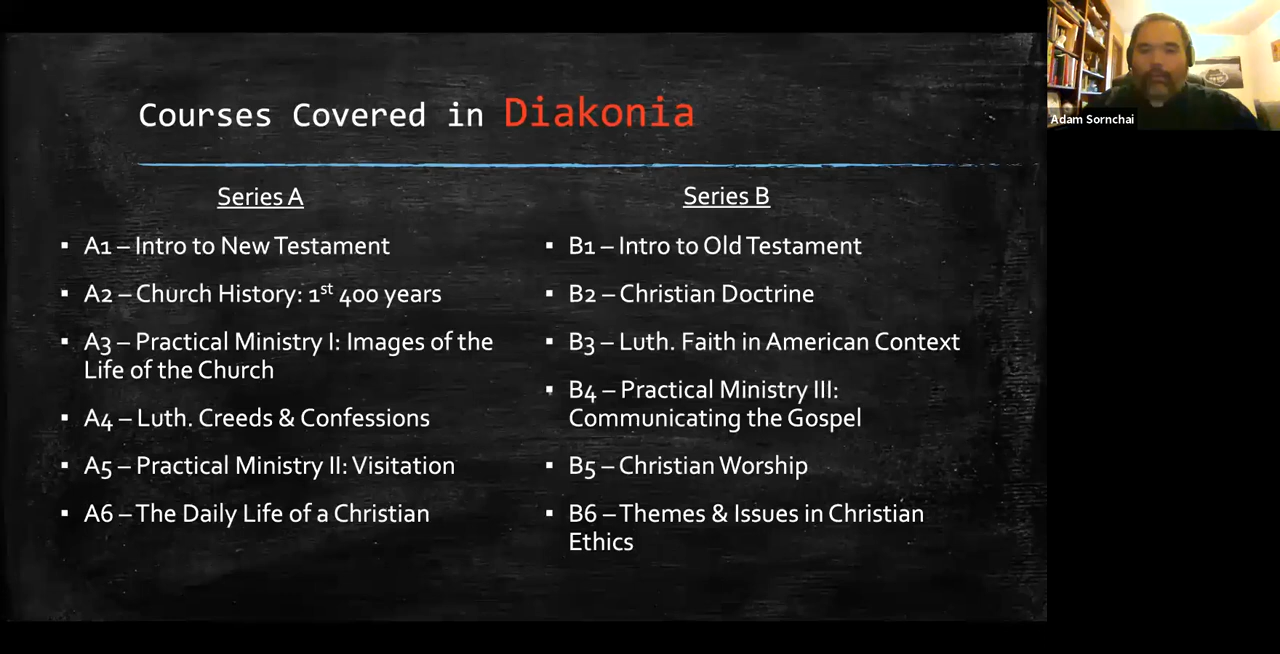 Courses Covered in Diakonia
Series A
▪ A1 – Intro to New Testament
▪ A2 – Church History: 1st 400 years
▪ A3 – Practical Ministry I: Images of the
Life of the Church
▪ A4 – Luth. Creeds & Confessions
▪ A5 – Practical Ministry II: Visitation
▪ A6 – The Daily Life of a Christian
Series B
▪ B1 – Intro to Old Testament
▪ B2 – Christian Doctrine
▪ B3 – Luth. Faith in American Context
▪ B4 – Practical Ministry III:
Communicating the Gospel
▪ B5 – Christian Worship
▪ B6 – Themes & Issues in Christian
Ethics
Adam Sornchai